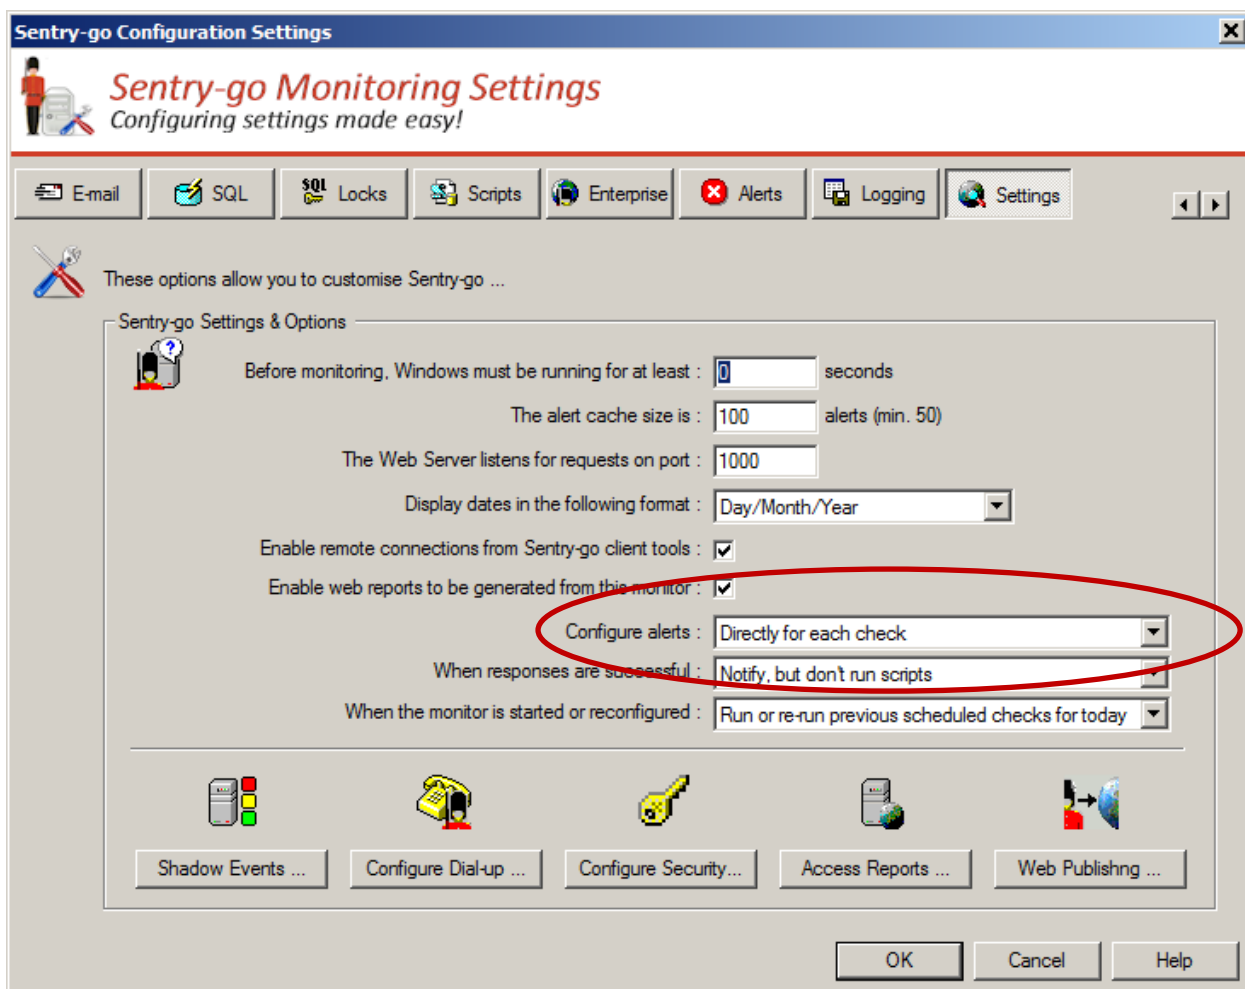 Sentry-go Configuration Settings
Sentry-go Monitoring Settings
Configuring settings made easy!
E-mail SQL SQL Locks Scripts Enterprise Alerts Logging Settings
These options allow you to customise Sentry-go ...
Sentry-go Settings & Options
Before monitoring, Windows must be running for at least : 0 seconds
The alert cache size is : 100 alerts (min. 50)
The Web Server listens for requests on port : 1000
Display dates in the following format : Day/Month/Year
Enable remote connections from Sentry-go client tools :
Enable web reports to be generated from this monitor :
Configure alerts : Directly for each check
When responses are successful : Notify, but don't run scripts
When the monitor is started or reconfigured : Run or re-run previous scheduled checks for today
Shadow Events ... Configure Dial-up ... Configure Security... Access Reports ... Web Publishng ...
OK Cancel Help